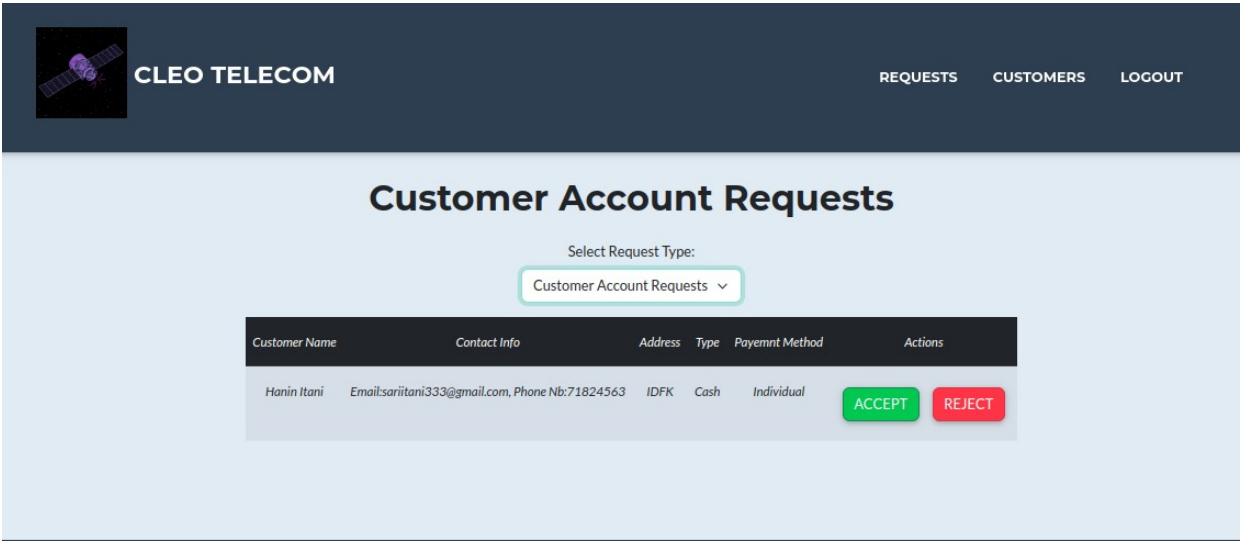 CLEO TELECOM
REQUESTS CUSTOMERS LOGOUT
Customer Account Requests
Select Request Type:
Customer Account Requests
Customer Name Contact Info Address Type Payemnt Method Actions
Hanin Itani Email:sariitani333@gmail.com, Phone Nb:71824563 IDFK Cash Individual ACCEPT REJECT